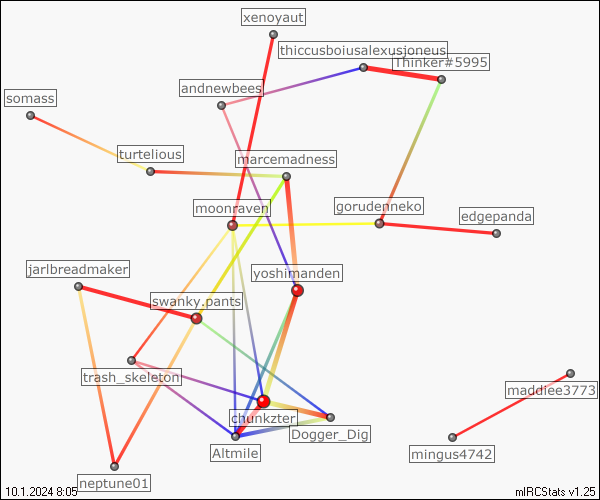 xenoyaut
thiccusboiusalexusjoneus
Thinker#5995
andnewbees
somass
turtelious
marcemadness
moonraven
gorudenneko
edgepanda
jarlbreadmaker
yoshimanden
swanky.pants
trash_skeleton
maddiee3773
chunkzter
Dogger_Dig
Altmile
mingus4742
neptune01
10.1.2024 8:05
mIRCStats v1.25